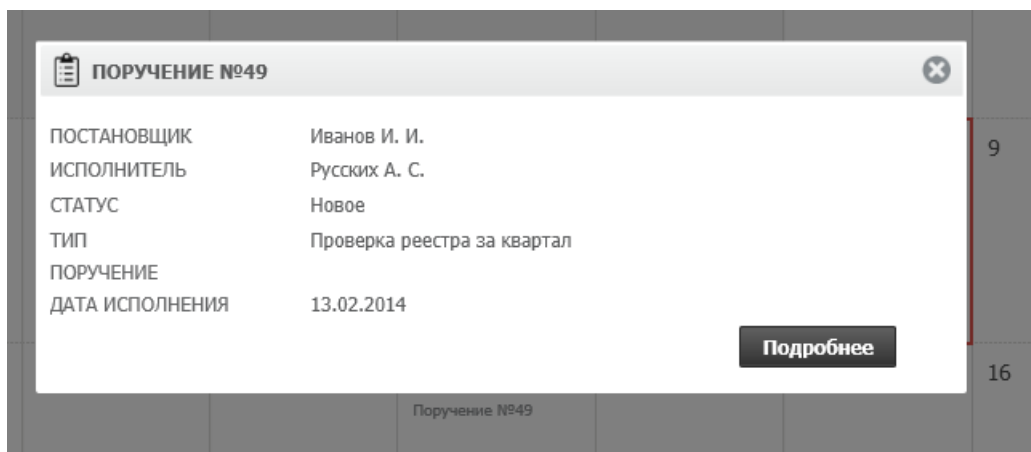 ПОРУЧЕНИЕ №49
ПОСТАНОВЩИК Иванов И. И.
ИСПОЛНИТЕЛЬ Русских А. С.
СТАТУС Новое
ТИП Проверка реестра за квартал
ПОРУЧЕНИЕ
ДАТА ИСПОЛНЕНИЯ 13.02.2014
Подробнее
9
16
Поручение №49